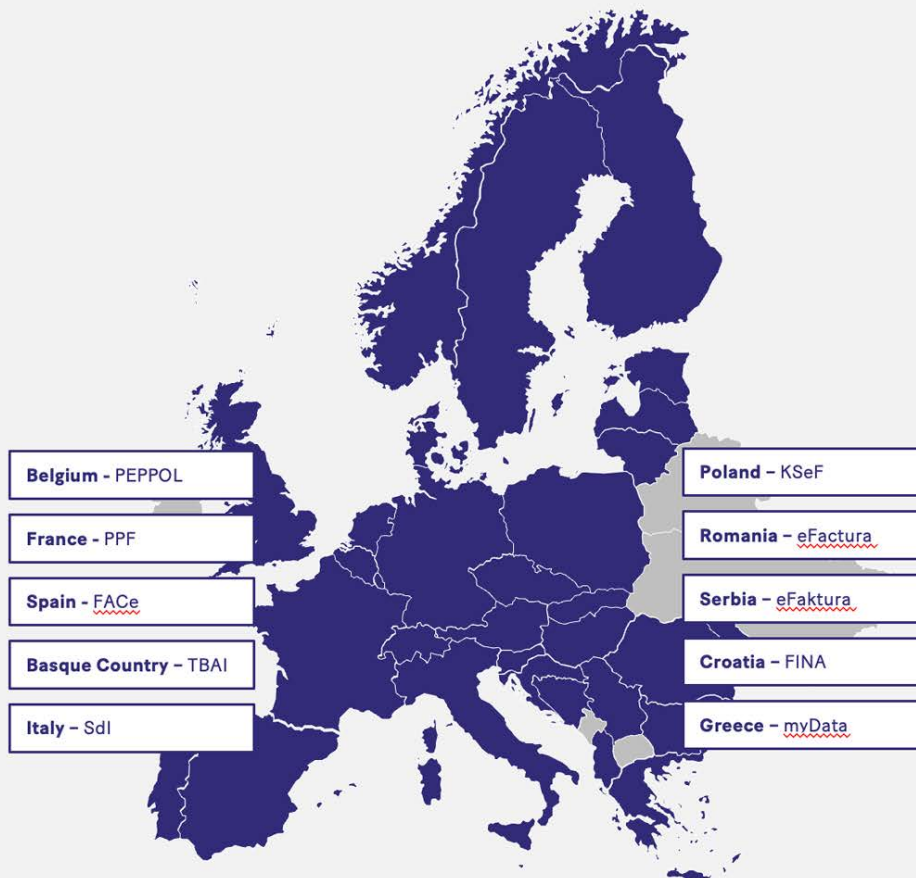 Belgium - PEPPOL
France - PPF
Spain - FACe
Basque Country – TBAI
Italy – SdI
Poland – KSeF
Romania – eFactura
Serbia – eFaktura
Croatia – FINA
Greece – myData